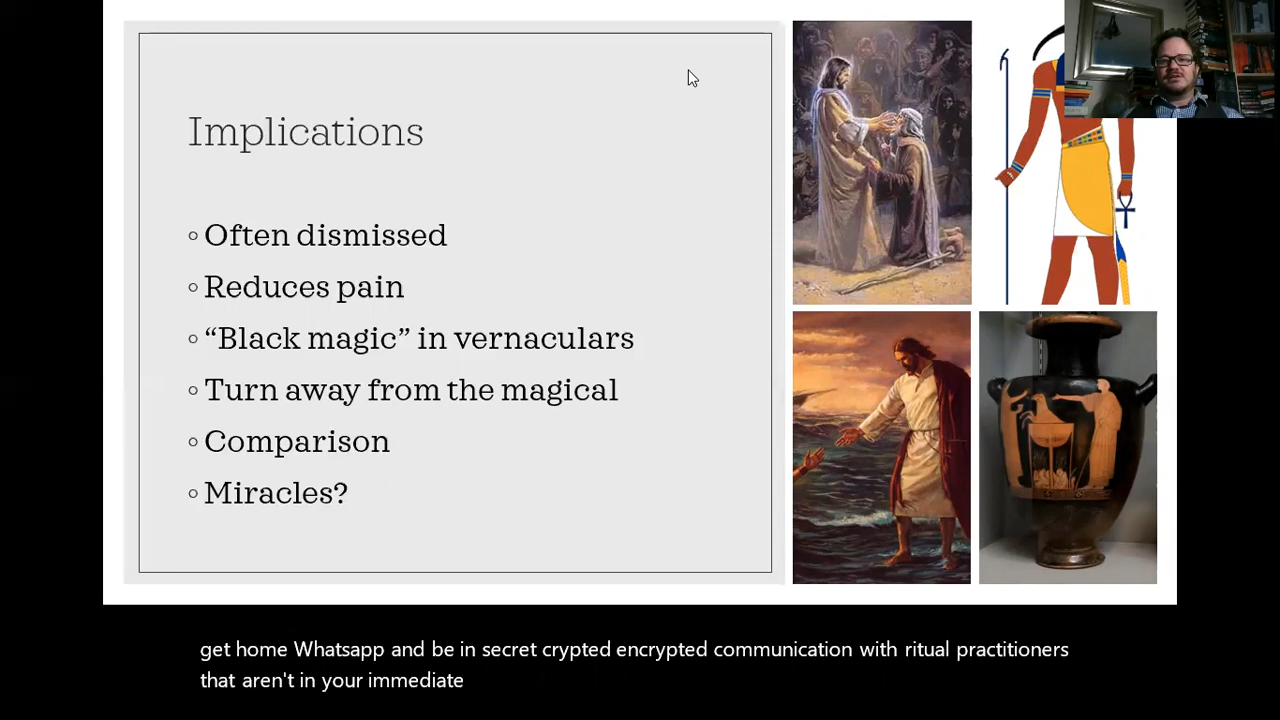 Implications
◦ Often dismissed
◦ Reduces pain
◦ “Black magic” in vernaculars
◦ Turn away from the magical
◦ Comparison
◦ Miracles?
get home Whatsapp and be in secret crypted encrypted communication with ritual practitioners
that aren't in your immediate